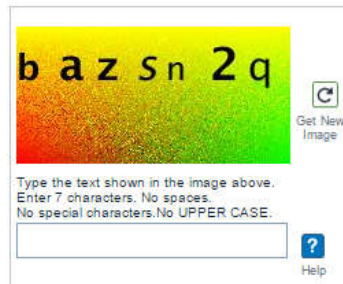 b a z s n 2 q
Get New
Image
Type the text shown in the image above.
Enter 7 characters. No spaces.
No special characters.No UPPER CASE.
?
Help